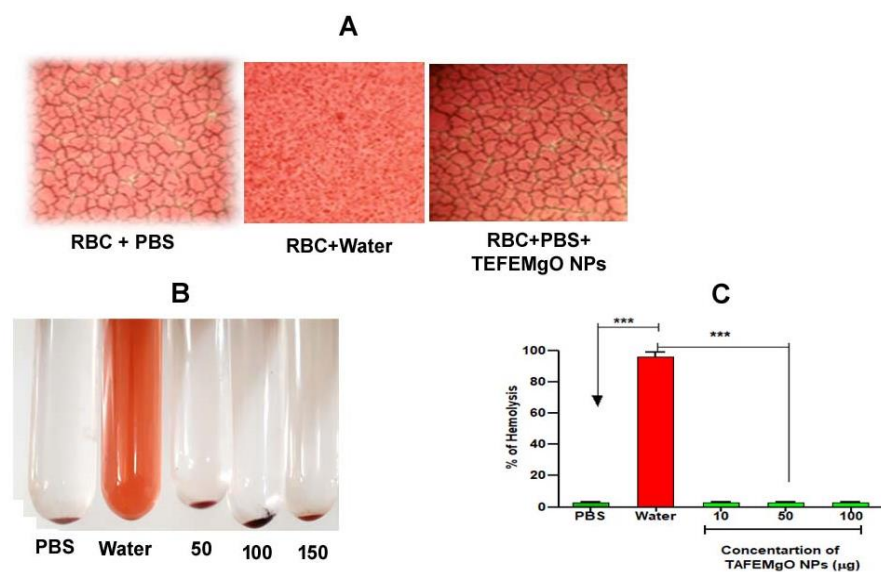 A
RBC + PBS
RBC+Water
RBC+PBS+
TEFEMgO NPs
B
PBS
Water
50
100
150
C
***
***
% of Hemolysis
100
80
60
40
20
0
PBS
Water
10
50
100
Concentartion of
TAFEMgO NPs (µg)